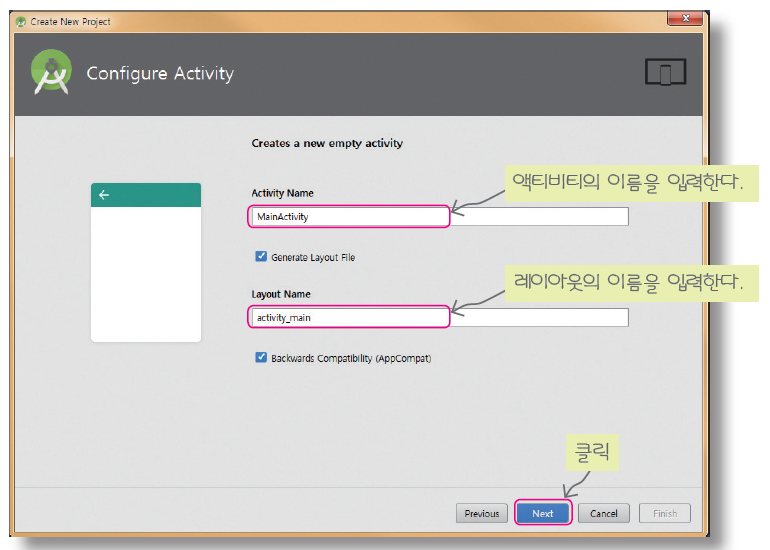 Create New Project
Configure Activity
Creates a new empty activity
액티비티의 이름을 입력한다.
Activity Name
MainActivity
Generate Layout File
레이아웃의 이름을 입력한다.
Layout Name
activity_main
Backwards Compatibility (AppCompat)
클릭
Previous
Next
Cancel
Finish